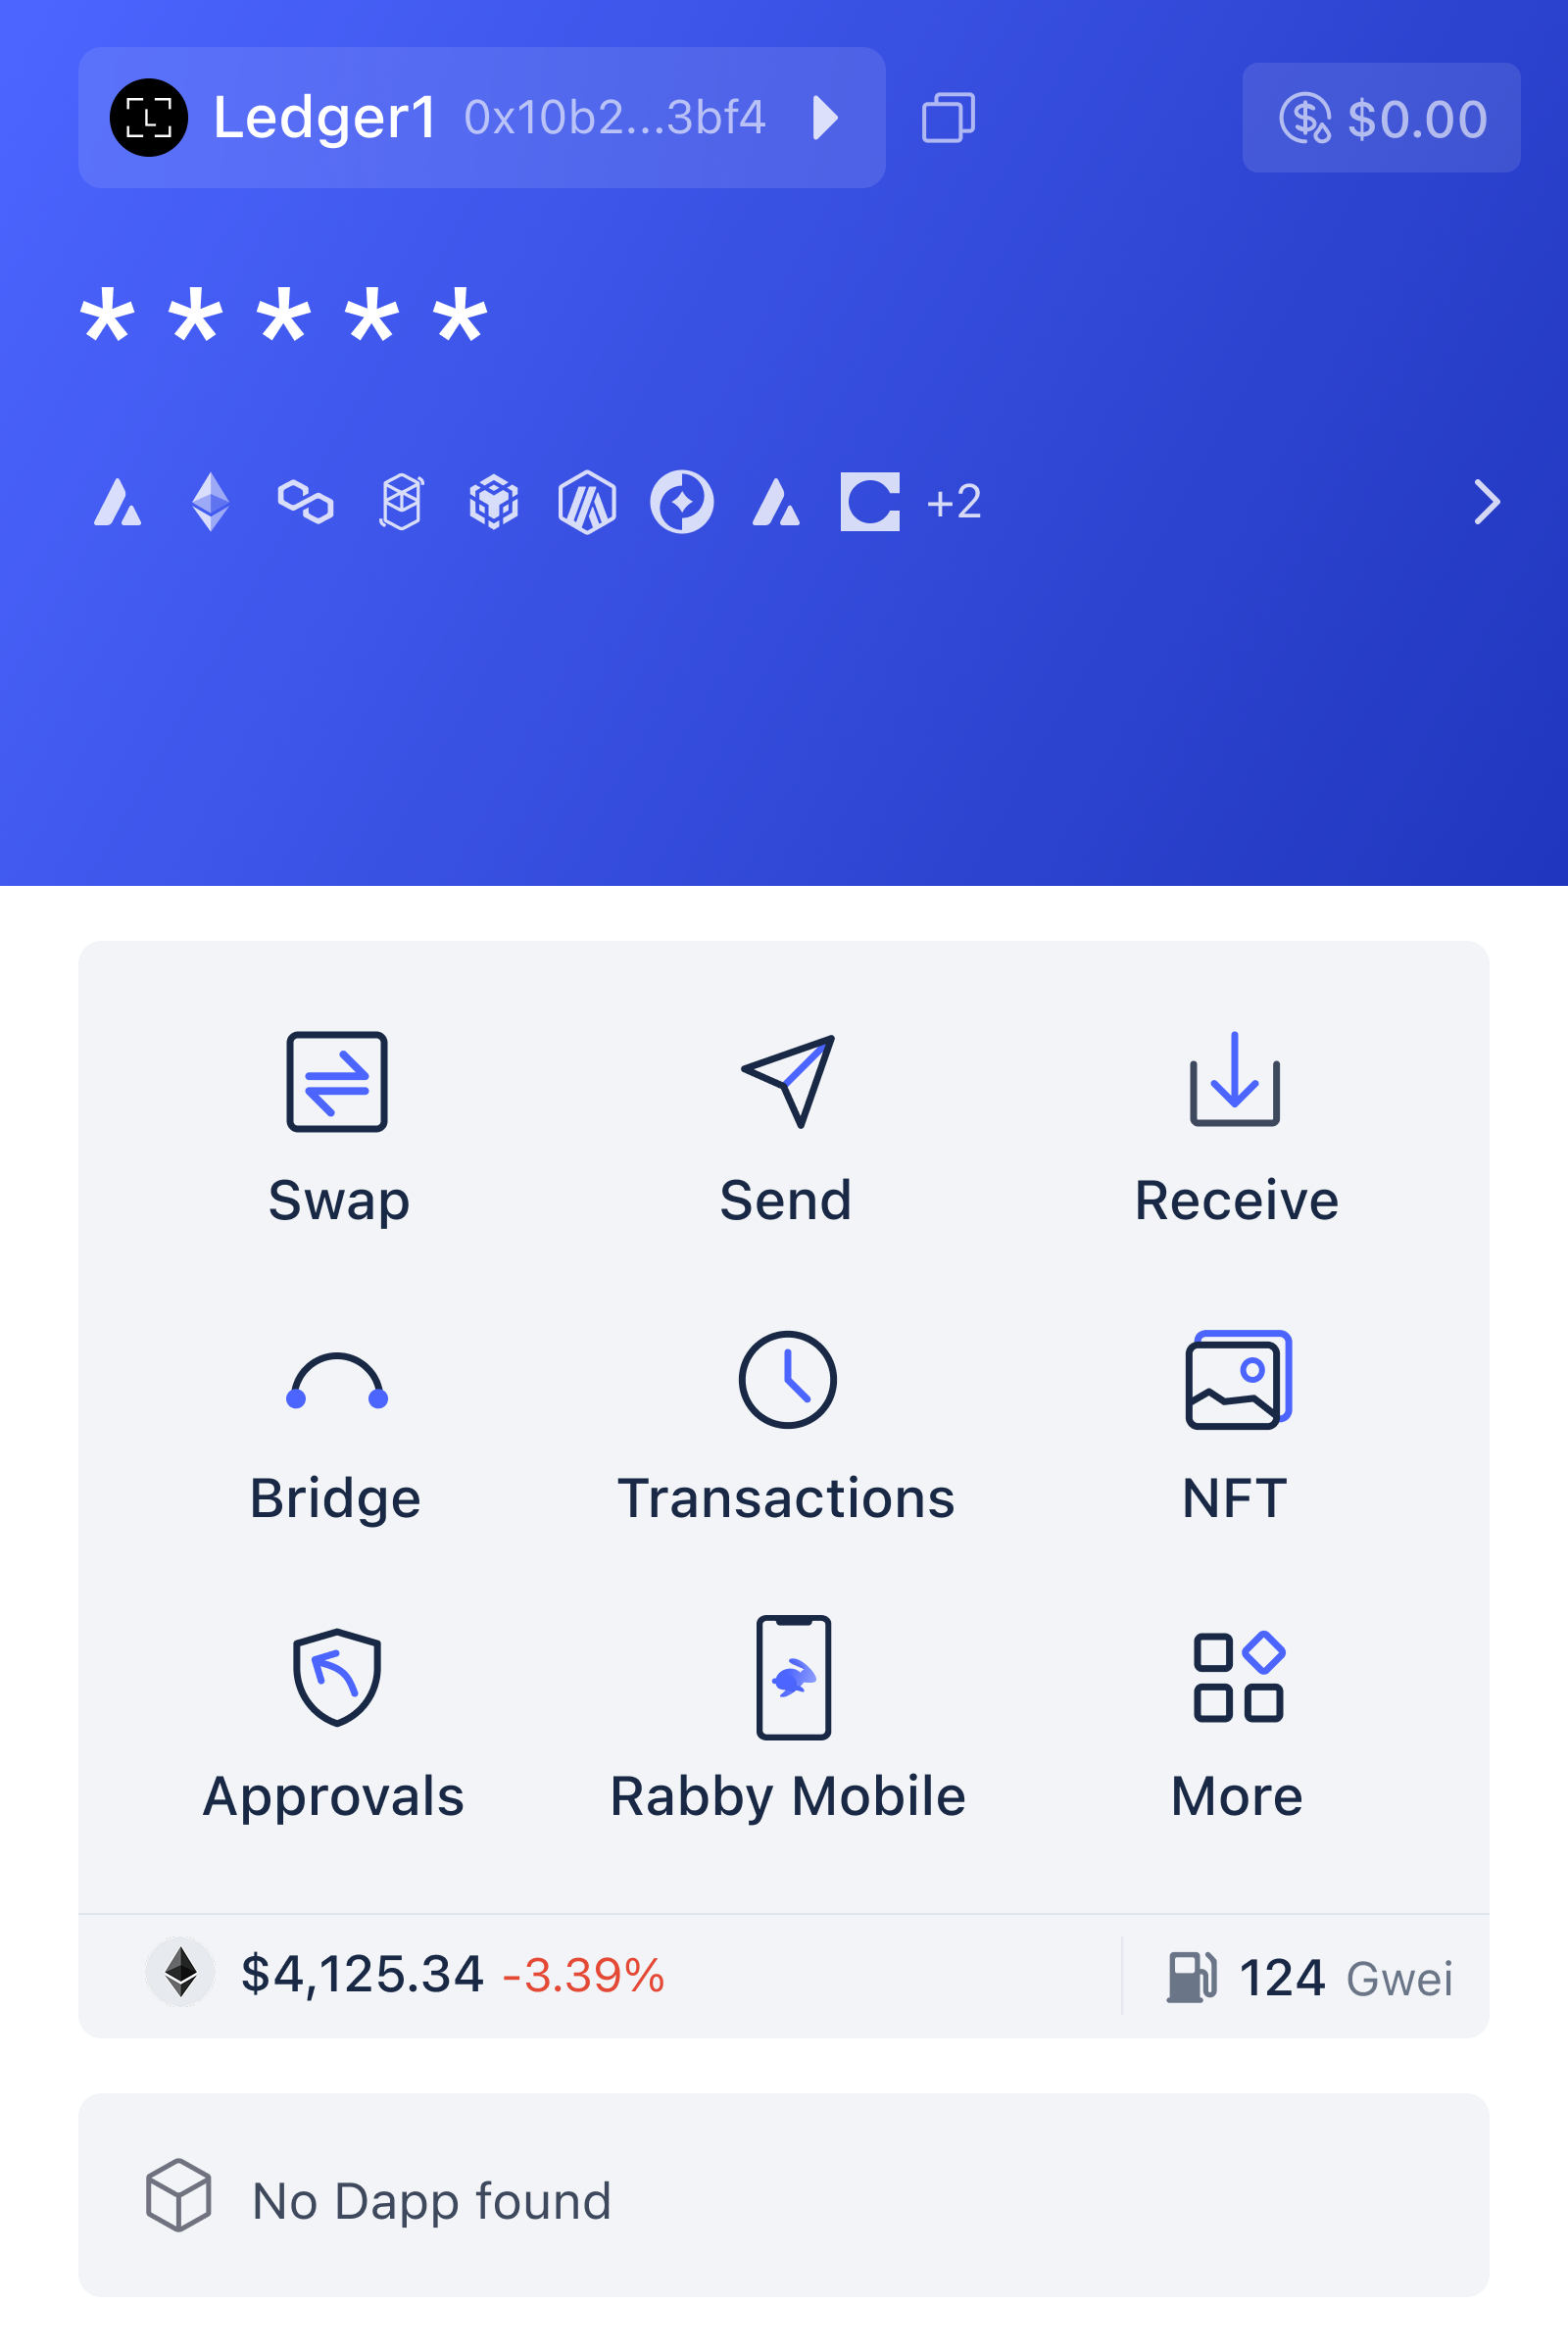 Ledger1 0x10b2...3bf4 $0.00
*****
+2
Swap Send Receive
Bridge Transactions NFT
Approvals Rabby Mobile More
$4,125.34 -3.39% 124 Gwei
No Dapp found